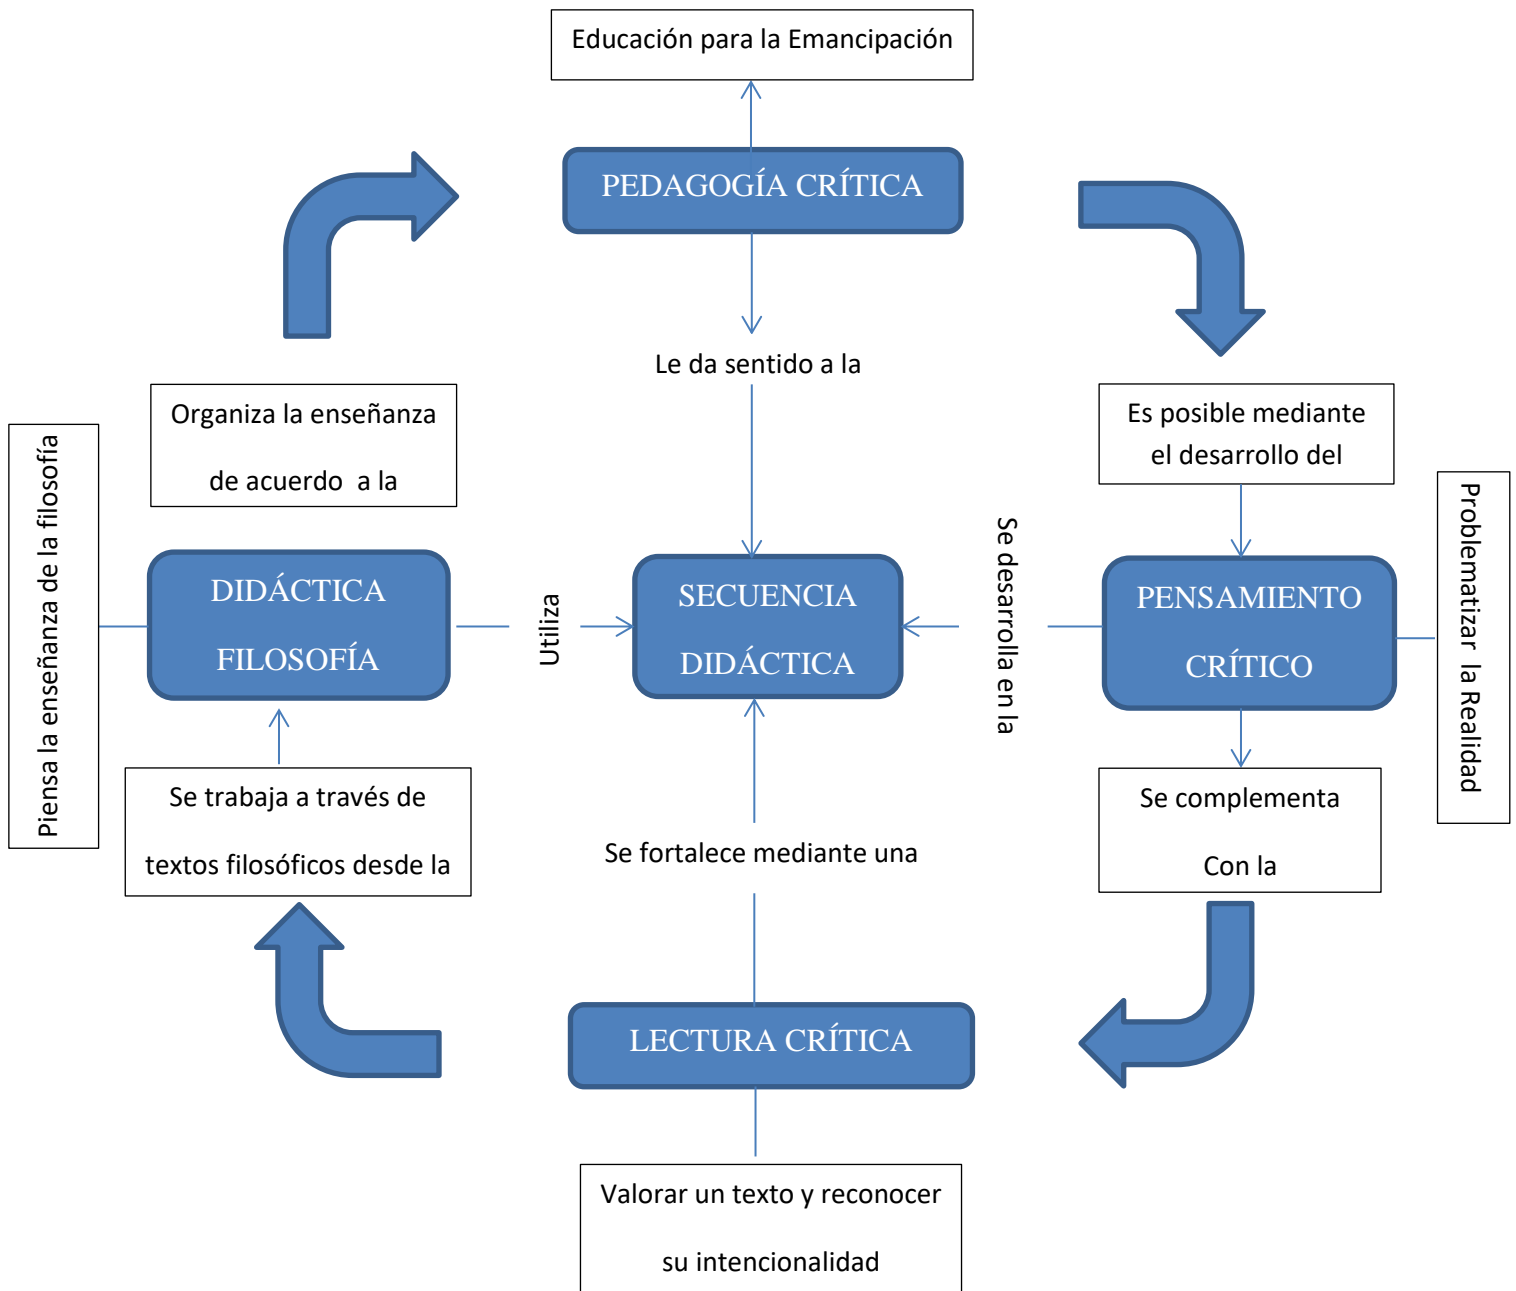 Educación para la Emancipación
PEDAGOGÍA CRÍTICA
Le da sentido a la
Organiza la enseñanza
de acuerdo  a la
Es posible mediante
el desarrollo del
Piensa la enseñanza de la filosofía
DIDÁCTICA
FILOSOFÍA
Utiliza
SECUENCIA
DIDÁCTICA
Se desarrolla en la
PENSAMIENTO
CRÍTICO
Problematizar  la Realidad
Se trabaja a través de
textos filosóficos desde la
Se fortalece mediante una
Se complementa
Con la
LECTURA CRÍTICA
Valorar un texto y reconocer
su intencionalidad